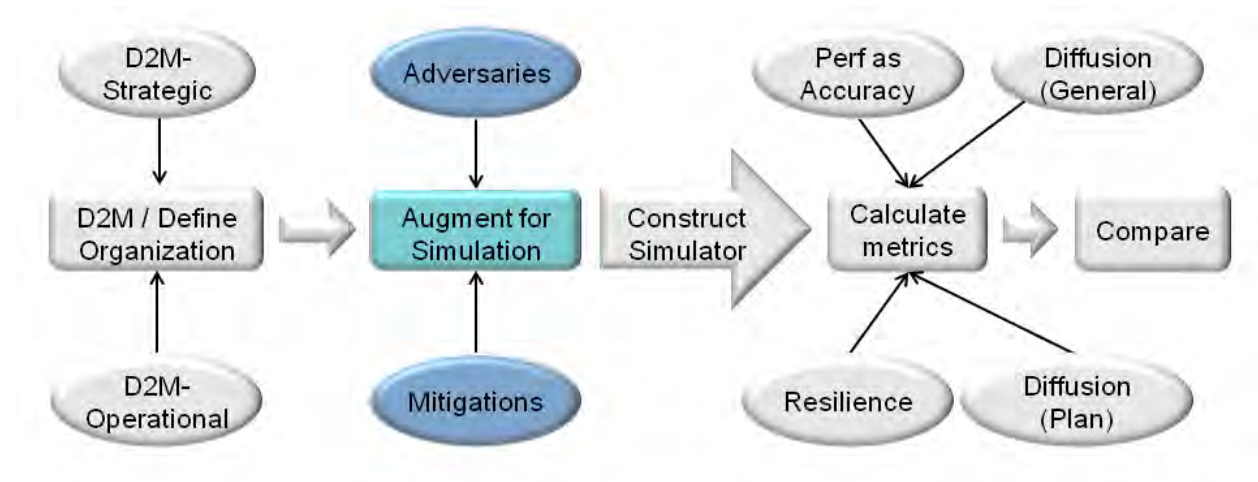 D2M-
Strategic
Adversaries
Perf as
Accuracy
Diffusion
(General)
D2M / Define
Organization
Augment for
Simulation
Construct
Simulator
Calculate
metrics
Compare
D2M-
Operational
Mitigations
Resilience
Diffusion
(Plan)